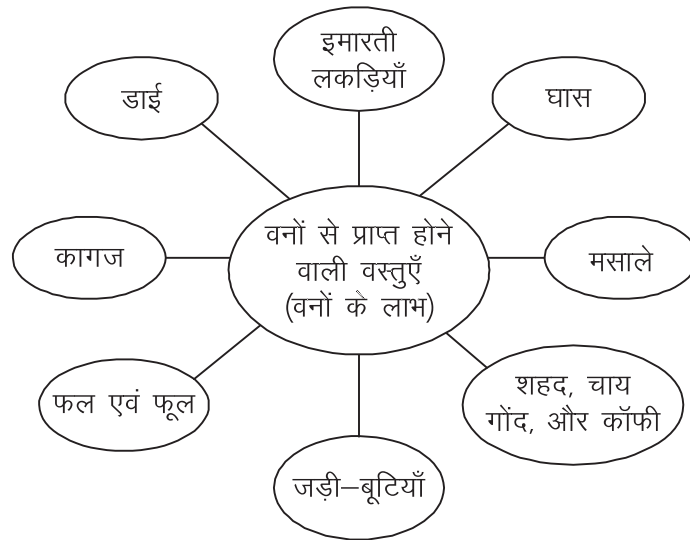 इमारती
लकड़ियाँ
डाई
घास
वनों से प्राप्त होने
वाली वस्तुएँ
(वनों के लाभ)
कागज
मसाले
फल एवं फूल
शहद, चाय
गोंद, और कॉफी
जड़ी–बूटियाँ